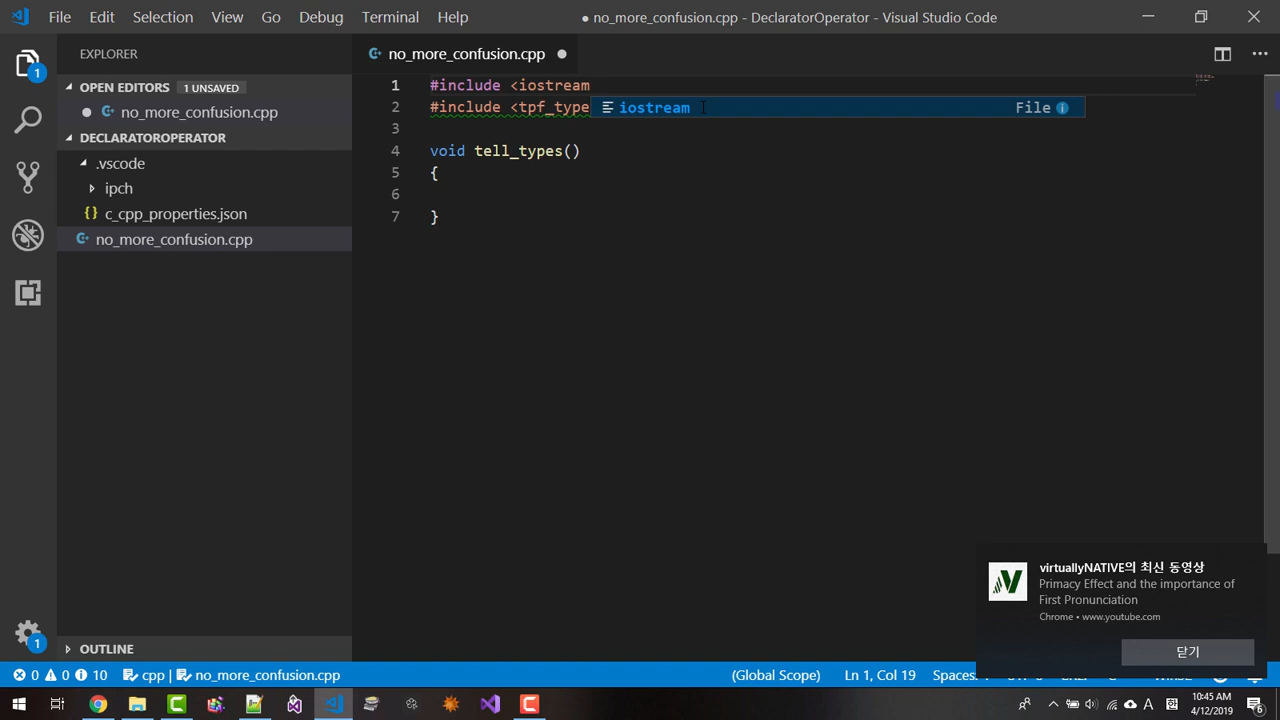 File Edit Selection View Go Debug Terminal Help
● no_more_confusion.cpp - DeclaratorOperator - Visual Studio Code
EXPLORER
no_more_confusion.cpp
OPEN EDITORS 1 UNSAVED
no_more_confusion.cpp
DECLARATOROPERATOR
.vscode
ipch
{} c_cpp_properties.json
no_more_confusion.cpp
1 #include <iostream
2 #include <tpf_type
iostream File
3
4 void tell_types()
5 {
6
7 }
virtuallyNATIVE의 최신 동영상
Primacy Effect and the importance of
First Pronunciation
Chrome • www.youtube.com
닫기
1
1
OUTLINE
0 0 10 cpp | no_more_confusion.cpp (Global Scope) Ln 1, Col 19
10:45 AM
4/12/2019
A
6